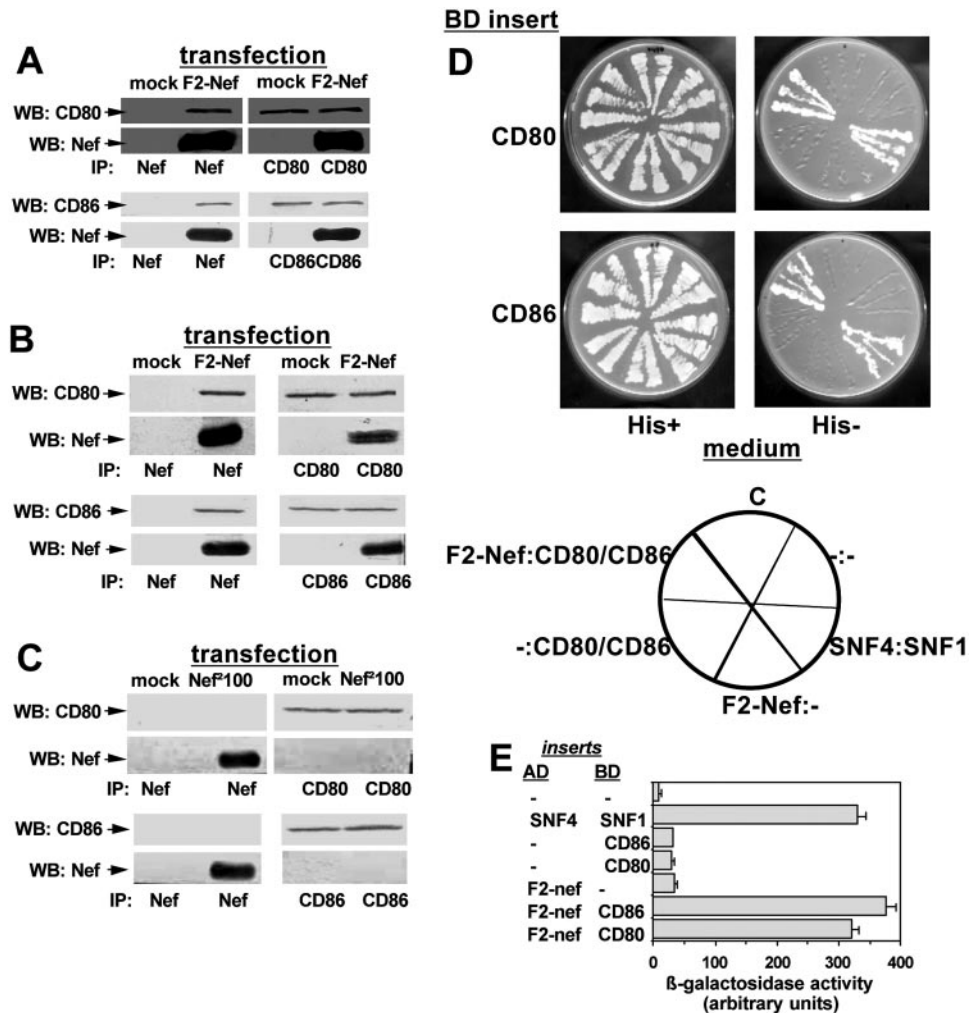 A
transfection
mock F2-Nef mock F2-Nef
WB: CD80
WB: Nef
IP: Nef Nef CD80 CD80
WB: CD86
WB: Nef
IP: Nef Nef CD86CD86
B
transfection
mock F2-Nef mock F2-Nef
WB: CD80
WB: Nef
IP: Nef Nef CD80 CD80
WB: CD86
WB: Nef
IP: Nef Nef CD86 CD86
C
transfection
mock Nef²100 mock Nef²100
WB: CD80
WB: Nef
IP: Nef Nef CD80 CD80
WB: CD86
WB: Nef
IP: Nef Nef CD86 CD86
BD insert
D
CD80
CD86
His+ His-
medium
C
F2-Nef:CD80/CD86 -:-
-:CD80/CD86 SNF4:SNF1
F2-Nef:-
E
inserts
AD BD
- -
SNF4 SNF1
- CD86
- CD80
F2-nef -
F2-nef CD86
F2-nef CD80
0 100 200 300 400
ß-galactosidase activity
(arbitrary units)